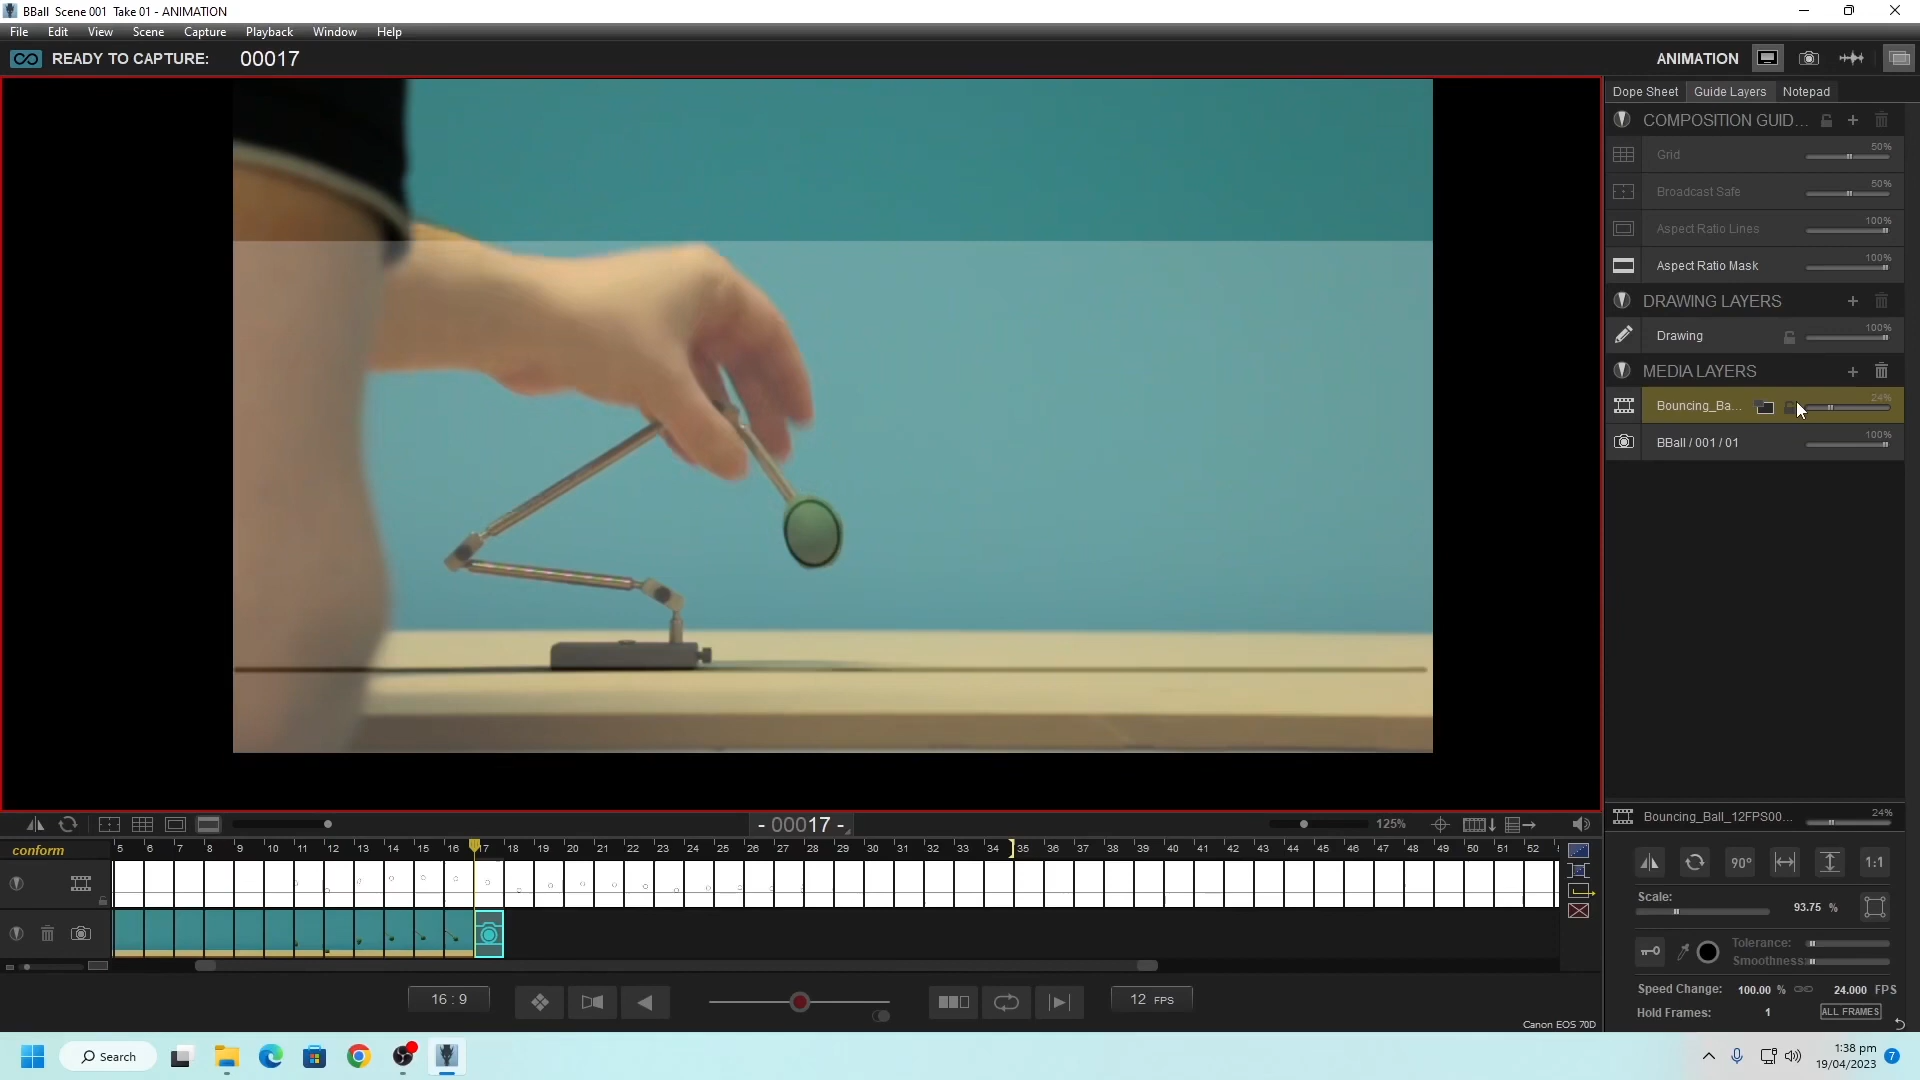 BBall Scene 001 Take 01 - ANIMATION
File Edit View Scene Capture Playback Window Help
READY TO CAPTURE: 00017
ANIMATION
Dope Sheet Guide Layers Notepad
COMPOSITION GUID...
Grid 50%
Broadcast Safe 50%
Aspect Ratio Lines 100%
Aspect Ratio Mask 100%
DRAWING LAYERS
Drawing 100%
MEDIA LAYERS
Bouncing_Ba... 24%
BBall / 001 / 01 100%
- 00017 -
125%
conform
5 6 7 8 9 10 11 12 13 14 15 16 17 18 19 20 21 22 23 24 25 26 27 28 29 30 31 32 33 34 35 36 37 38 39 40 41 42 43 44 45 46 47 48 49 50 51 52
16 : 9
12 FPS
Canon EOS 70D
Bouncing_Ball_12FPS00... 24%
90° 1:1
Scale: 93.75 %
Tolerance:
Smoothness:
Speed Change: 100.00 % 24.000 FPS
Hold Frames: 1 ALL FRAMES
Search
1:38 pm
19/04/2023
7